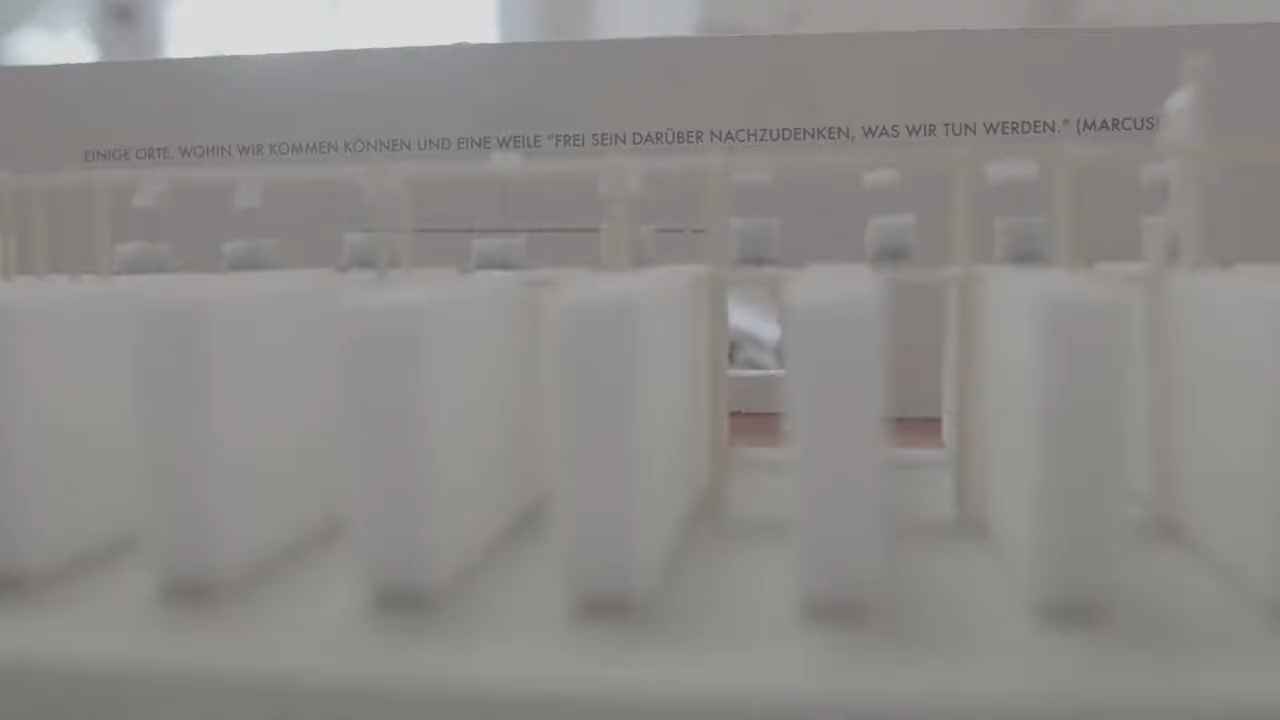 EINIGE ORTE, WOHIN WIR KOMMEN KÖNNEN UND EINE WEILE "FREI SEIN DARÜBER NACHZUDENKEN, WAS WIR TUN WERDEN." (MARCUS